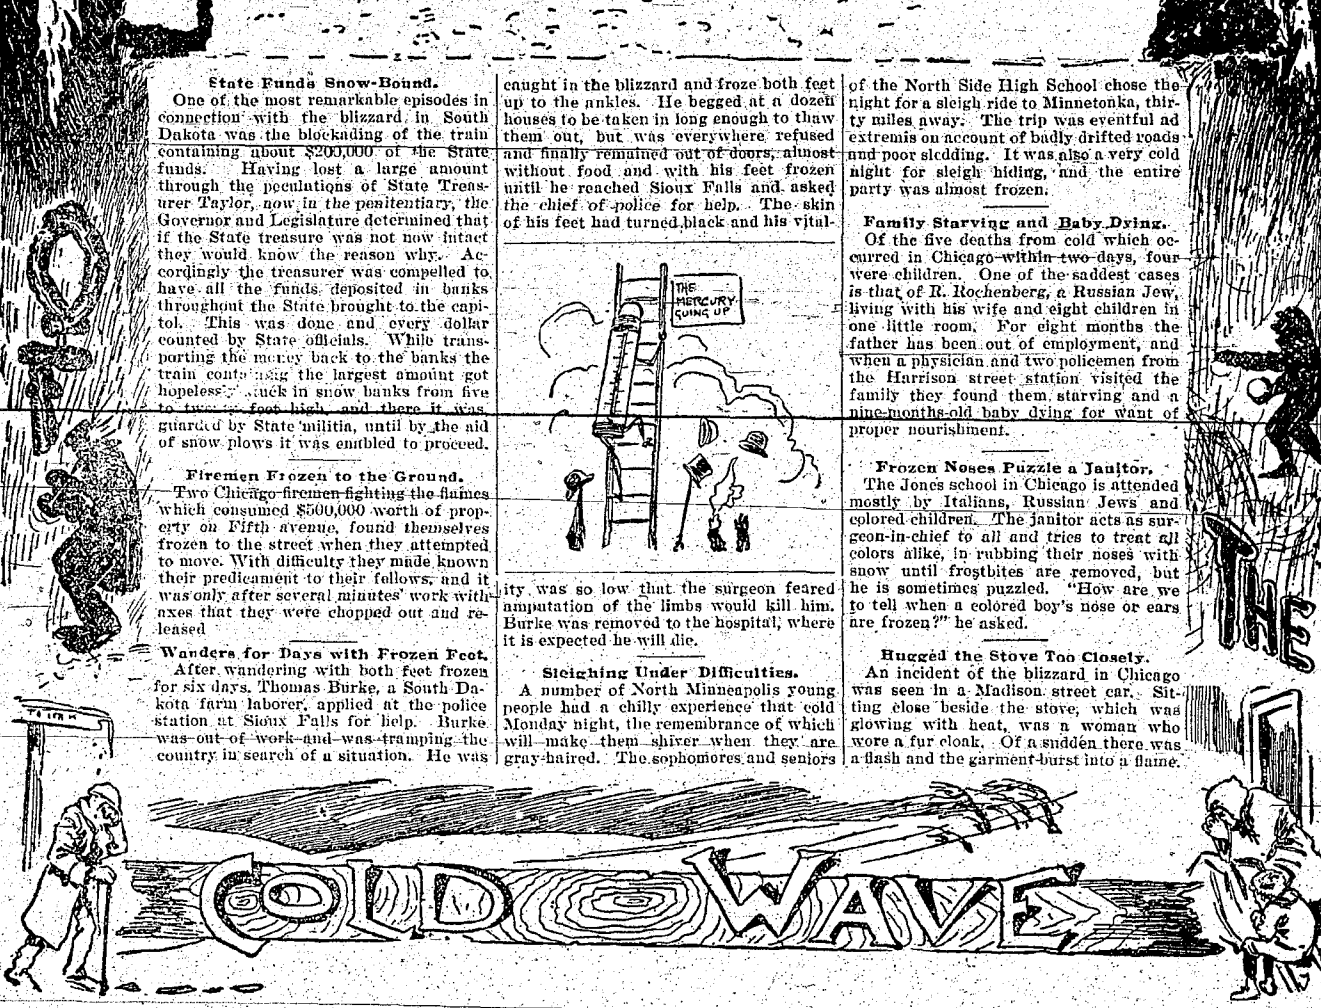 State Funds Snow-Bound.
One of the most remarkable episodes in
connection with the blizzard in South
Dakota was the blockading of the train
containing about $200,000 of the State
funds. Having lost a large amount
through the peculations of State Treas-
urer Taylor, now in the penitentiary, the
Governor and Legislature determined that
if the State treasure was not now intact
they would know the reason why. Ac-
cordingly the treasurer was compelled to
have all the funds deposited in banks
throughout the State brought to the capi-
tol. This was done and every dollar
counted by State officials. While trans-
porting the money back to the banks the
train containing the largest amount got
hopelessly stuck in snow banks from five
to twenty feet high, and there it was
guarded by State militia, until by the aid
of snow plows it was enabled to proceed.
Firemen Frozen to the Ground.
Two Chicago firemen fighting the flames
which consumed $500,000 worth of prop-
erty on Fifth avenue, found themselves
frozen to the street when they attempted
to move. With difficulty they made known
their predicament to their fellows, and it
was only after several minutes' work with
axes that they were chopped out and re-
leased
Wanders for Days with Frozen Feet.
After wandering with both feet frozen
for six days, Thomas Burke, a South Da-
kota farm laborer, applied at the police
station at Sioux Falls for help. Burke
was out of work and was tramping the
country in search of a situation. He was
caught in the blizzard and froze both feet
up to the ankles. He begged at a dozen
houses to be taken in long enough to thaw
them out, but was everywhere refused
and finally remained out of doors, almost
without food and with his feet frozen
until he reached Sioux Falls and asked
the chief of police for help. The skin
of his feet had turned black and his vital-
THE
MERCURY
GOING UP
ity was so low that the surgeon feared
amputation of the limbs would kill him.
Burke was removed to the hospital, where
it is expected he will die.
Sleighing Under Difficulties.
A number of North Minneapolis young
people had a chilly experience that cold
Monday night, the remembrance of which
will make them shiver when they are
gray-haired. The sophomores and seniors
of the North Side High School chose the
night for a sleigh ride to Minnetonka, thir-
ty miles away. The trip was eventful ad
extremis on account of badly drifted roads
and poor sledding. It was also a very cold
night for sleigh hiding, and the entire
party was almost frozen.
Family Starving and Baby Dying.
Of the five deaths from cold which oc-
curred in Chicago within two days, four
were children. One of the saddest cases
is that of R. Rochenberg, a Russian Jew,
living with his wife and eight children in
one little room. For eight months the
father has been out of employment, and
when a physician and two policemen from
the Harrison street station visited the
family they found them starving and a
nine-months-old baby dying for want of
proper nourishment.
Frozen Noses Puzzle a Janitor.
The Jones school in Chicago is attended
mostly by Italians, Russian Jews and
colored children. The janitor acts as sur-
geon-in-chief to all and tries to treat all
colors alike, in rubbing their noses with
snow until frostbites are removed, but
he is sometimes puzzled. "How are we
to tell when a colored boy's nose or ears
are frozen?" he asked.
Hugged the Stove Too Closely.
An incident of the blizzard in Chicago
was seen in a Madison street car. Sit-
ting close beside the stove, which was
glowing with heat, was a woman who
wore a fur cloak. Of a sudden there was
a flash and the garment burst into a flame.
THE
COLD WAVE